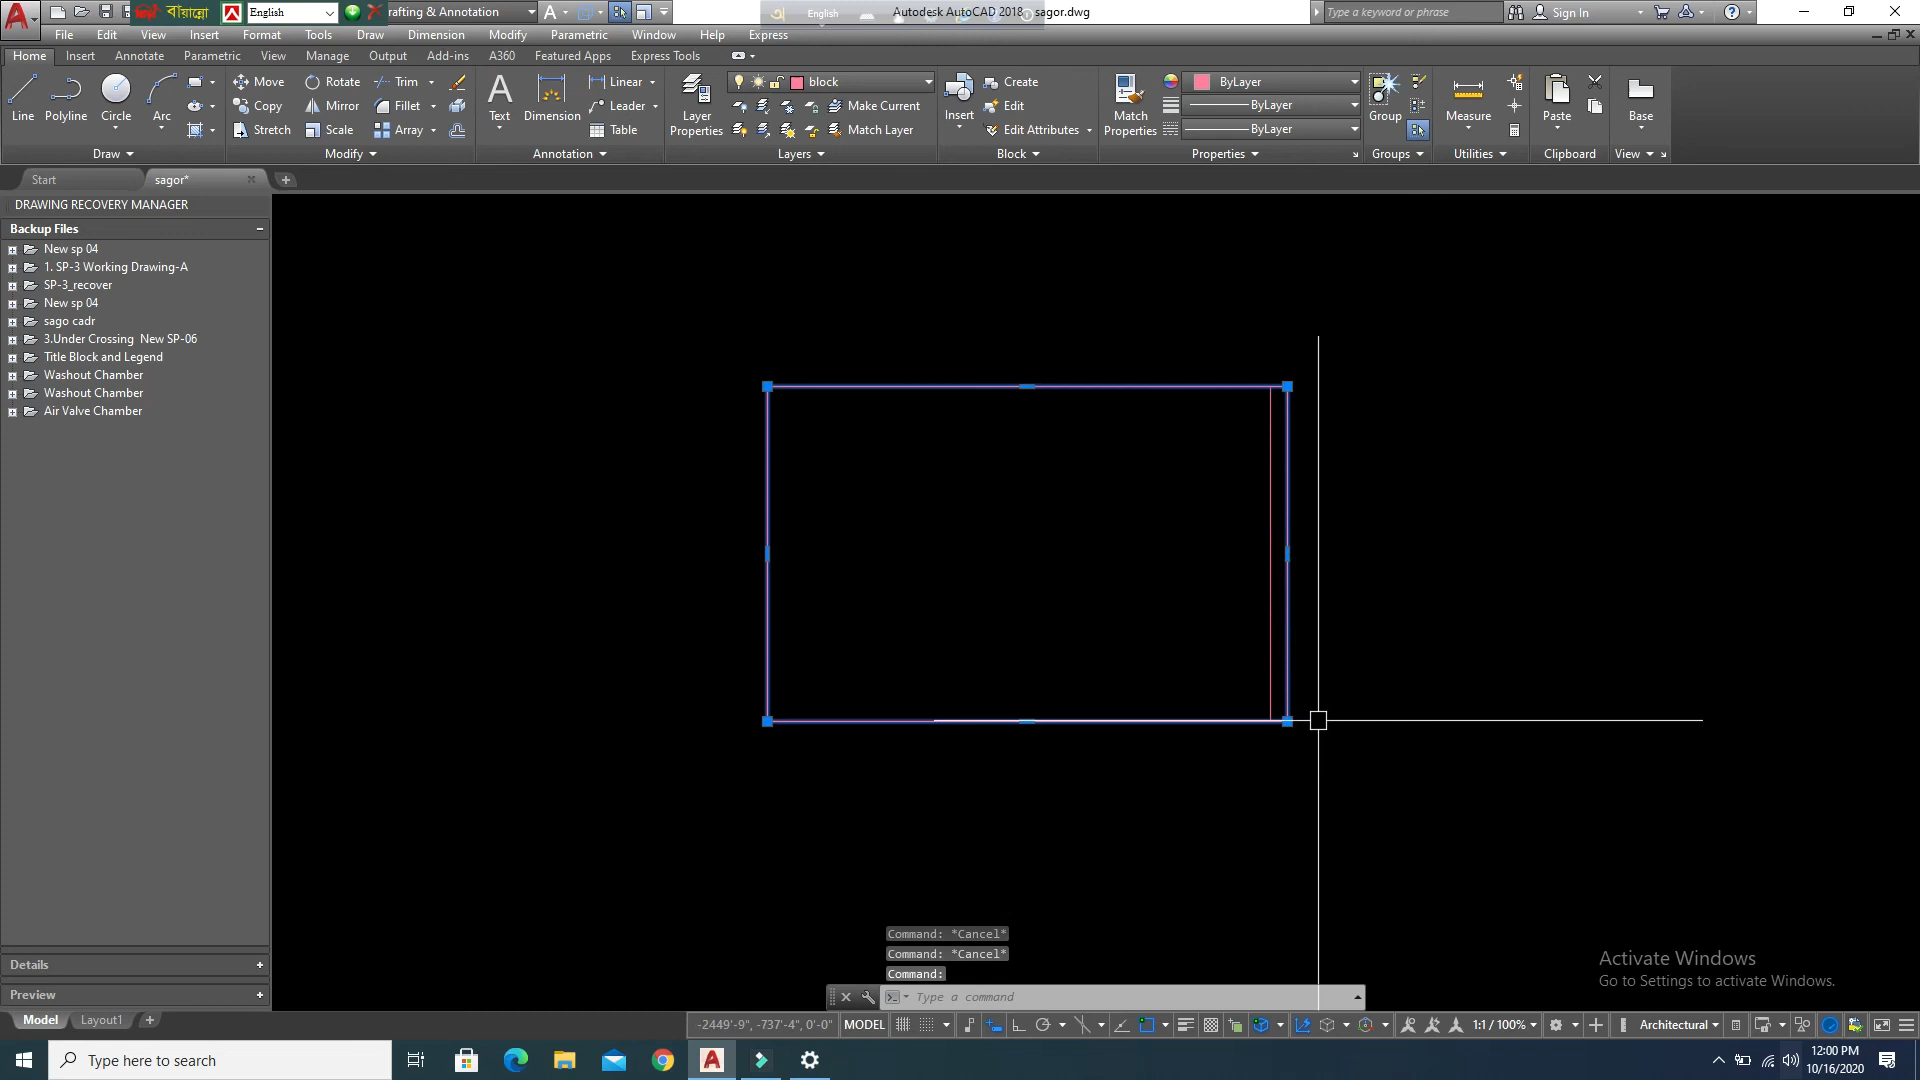 বাঁয়ান্নো English rafting & Annotation English Autodesk AutoCAD 2018 sagor.dwg Type a keyword or phrase Sign In
File Edit View Insert Format Tools Draw Dimension Modify Parametric Window Help Express
Home Insert Annotate Parametric View Manage Output Add-ins A360 Featured Apps Express Tools
Move Rotate Trim Linear block Create ByLayer
Line Polyline Circle Arc Copy Mirror Fillet Text Dimension Leader Layer Properties Make Current Insert Edit Match Properties ByLayer Group Measure Paste Base
Stretch Scale Array Table Match Layer Edit Attributes ByLayer
Draw Modify Annotation Layers Block Properties Groups Utilities Clipboard View
Start sagor*
DRAWING RECOVERY MANAGER
Backup Files
New sp 04
1. SP-3 Working Drawing-A
SP-3_recover
New sp 04
sago cadr
3.Under Crossing New SP-06
Title Block and Legend
Washout Chamber
Washout Chamber
Air Valve Chamber
Command: *Cancel*
Command: *Cancel*
Command:
Type a command
Activate Windows
Go to Settings to activate Windows.
Details
Preview
Model Layout1
-2449'-9", -737'-4", 0'-0" MODEL 1:1 / 100% Architectural
Type here to search
12:00 PM
10/16/2020